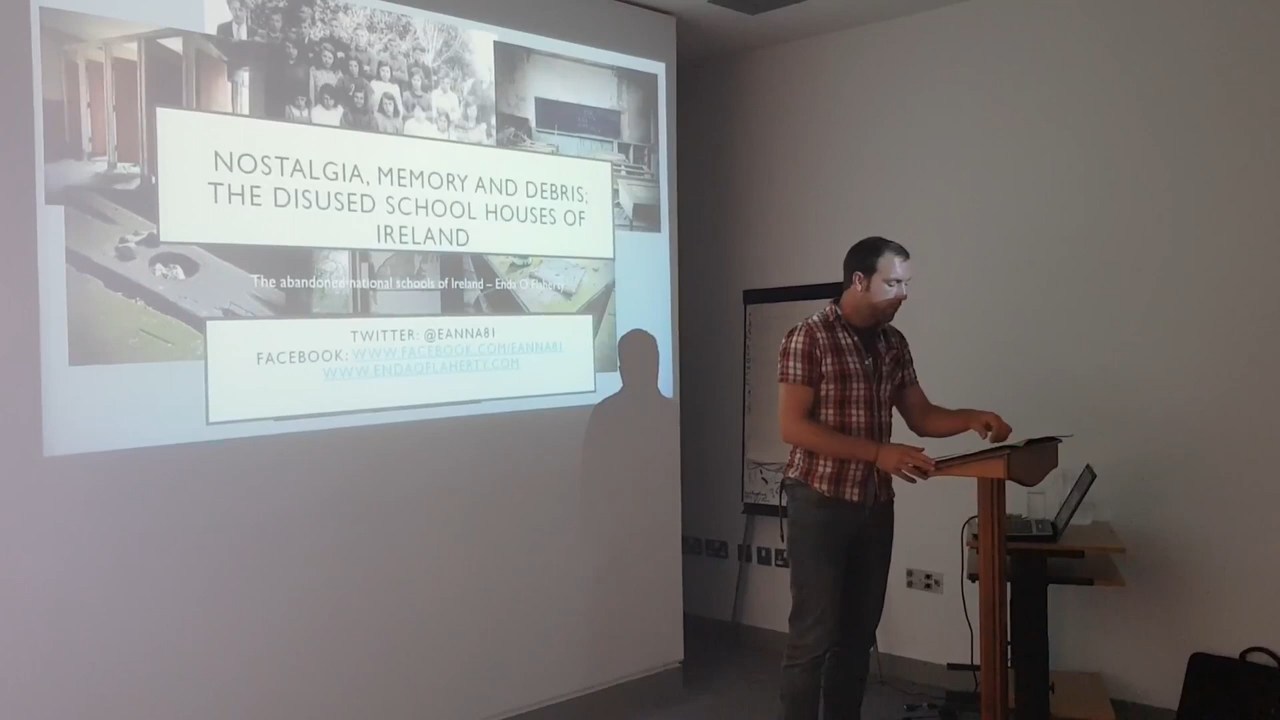 NOSTALGIA, MEMORY AND DEBRIS;
THE DISUSED SCHOOL HOUSES OF
IRELAND
The abandoned national schools of Ireland – Enda O'Flaherty
TWITTER: @EANNA81
FACEBOOK: WWW.FACEBOOK.COM/EANNA81
WWW.ENDAOFLAHERTY.COM